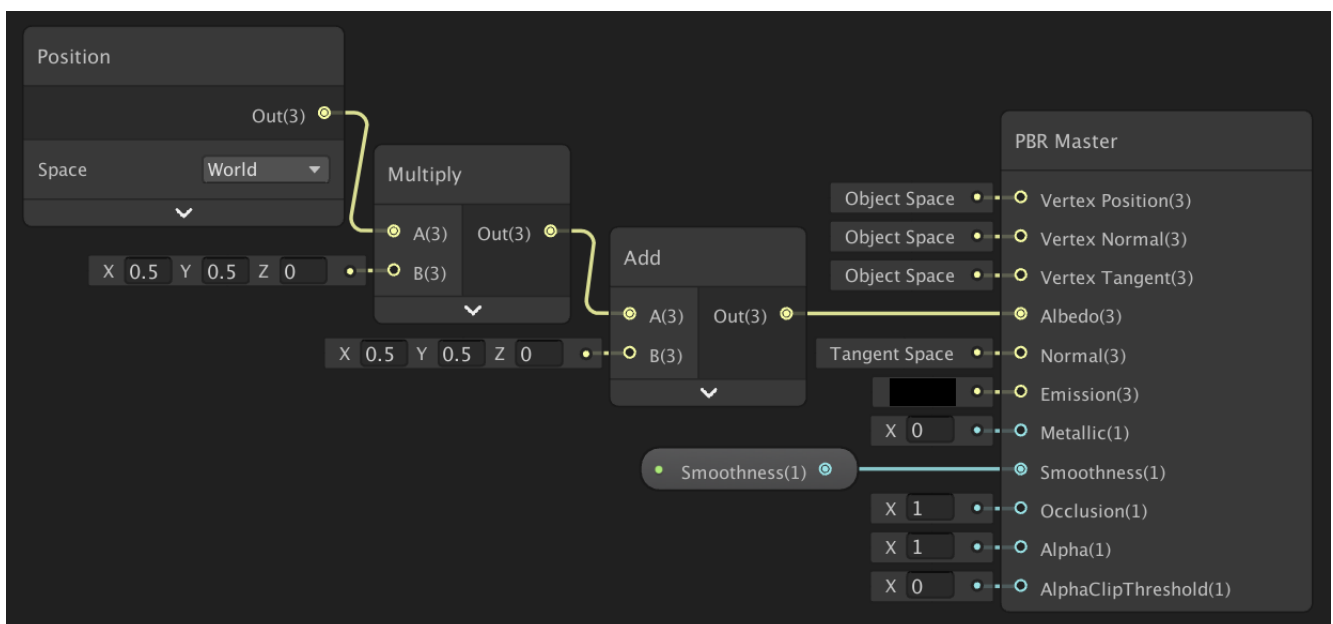 Position
Out(3)
Space World
Multiply
A(3) Out(3)
X 0.5 Y 0.5 Z 0 B(3)
Add
A(3) Out(3)
X 0.5 Y 0.5 Z 0 B(3)
Smoothness(1)
PBR Master
Object Space Vertex Position(3)
Object Space Vertex Normal(3)
Object Space Vertex Tangent(3)
Albedo(3)
Tangent Space Normal(3)
Emission(3)
X 0 Metallic(1)
Smoothness(1)
X 1 Occlusion(1)
X 1 Alpha(1)
X 0 AlphaClipThreshold(1)